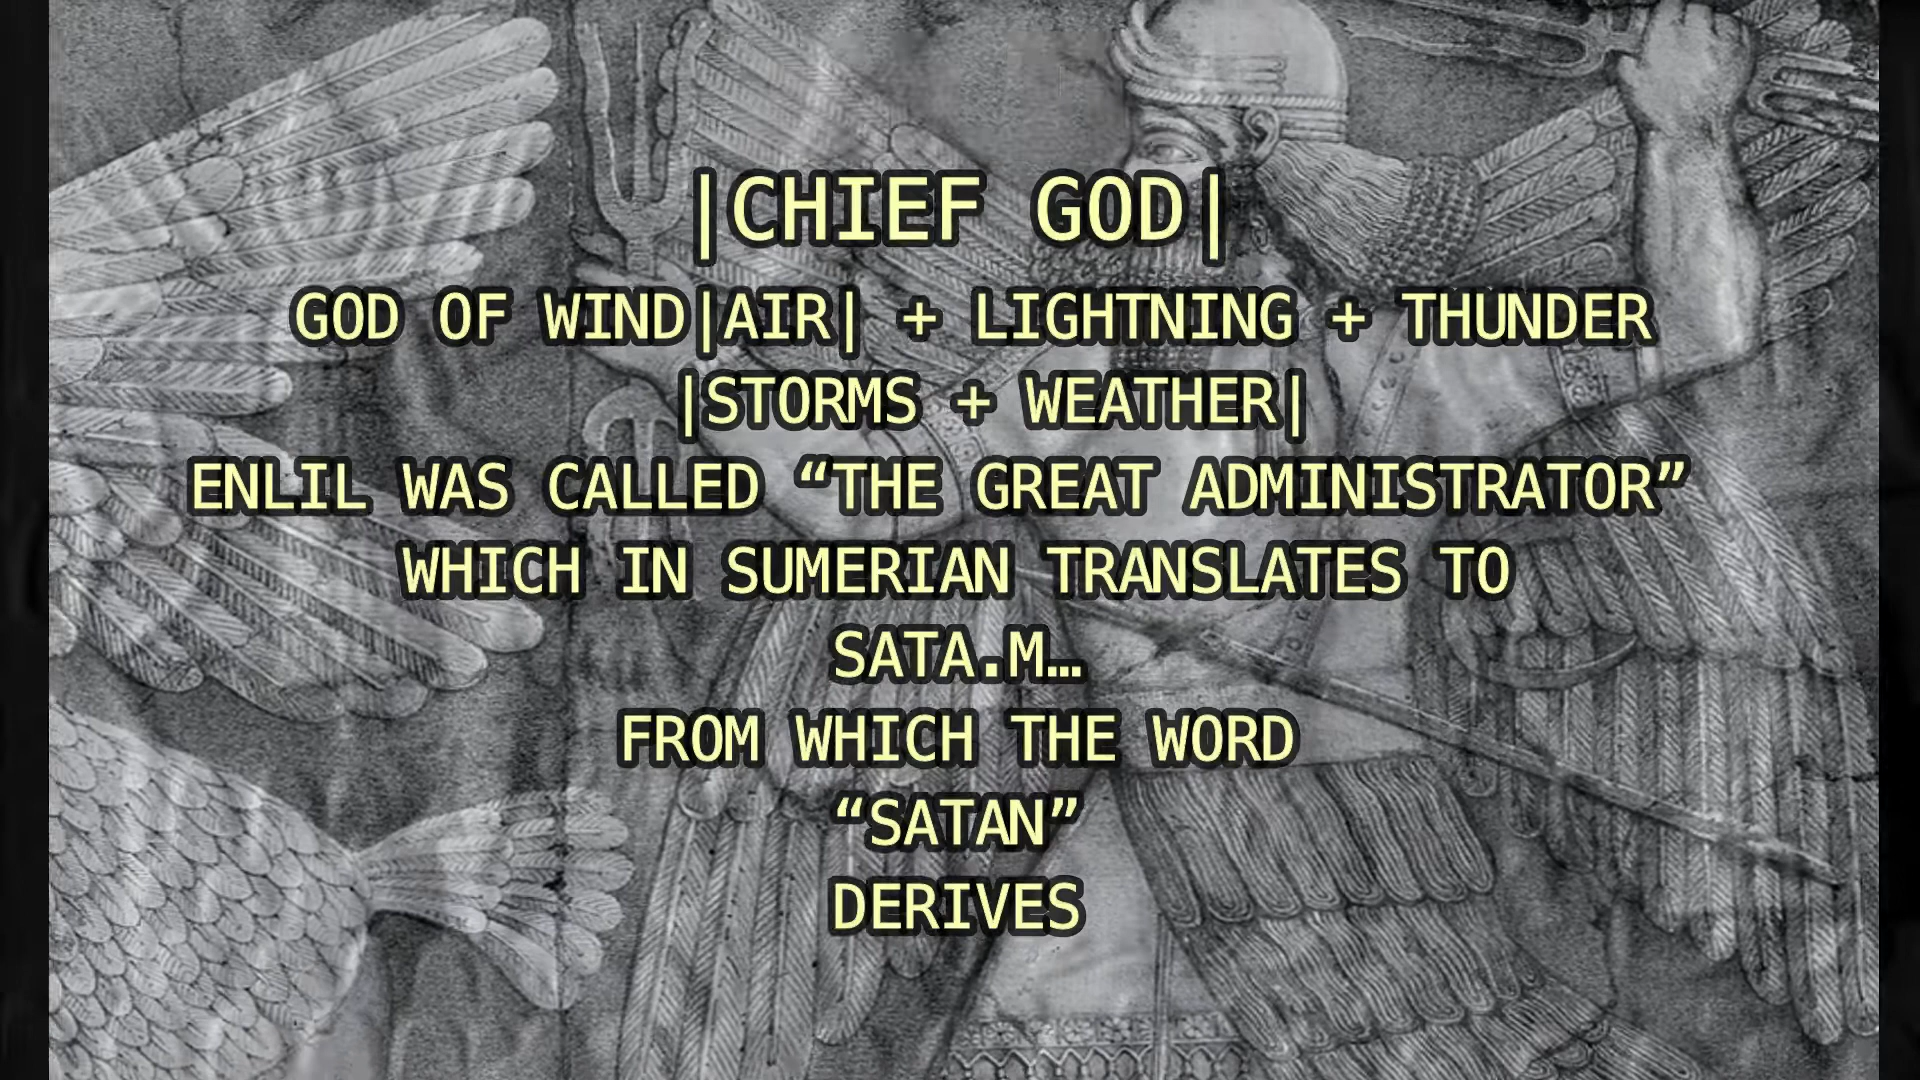 |CHIEF GOD|
GOD OF WIND|AIR| + LIGHTNING + THUNDER
|STORMS + WEATHER|
ENLIL WAS CALLED “THE GREAT ADMINISTRATOR”
WHICH IN SUMERIAN TRANSLATES TO
SATA.M…
FROM WHICH THE WORD
“SATAN”
DERIVES